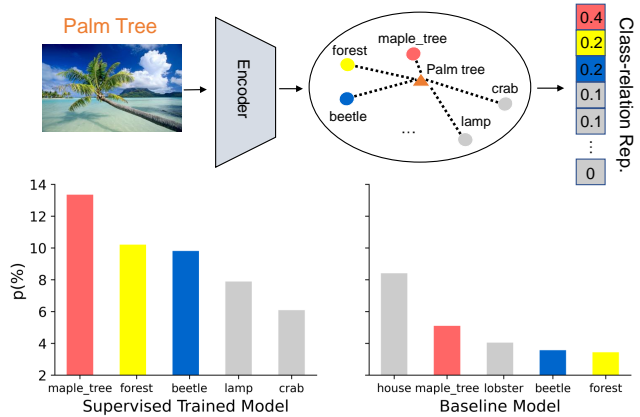 Palm Tree
Encoder
forest
maple_tree
Palm tree
beetle
crab
lamp
...
0.4
0.2
0.2
0.1
0.1
...
0
Class-relation Rep.
p(%)
14
12
10
8
6
4
2
maple_tree forest beetle lamp crab
Supervised Trained Model
house maple_tree lobster beetle forest
Baseline Model